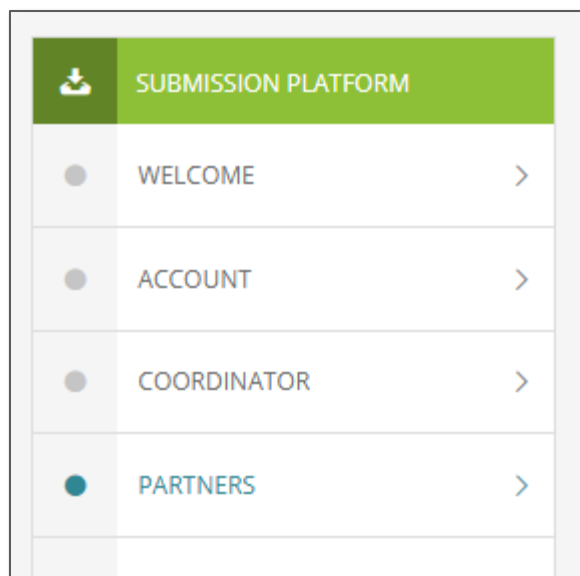 SUBMISSION PLATFORM
WELCOME
ACCOUNT
COORDINATOR
PARTNERS